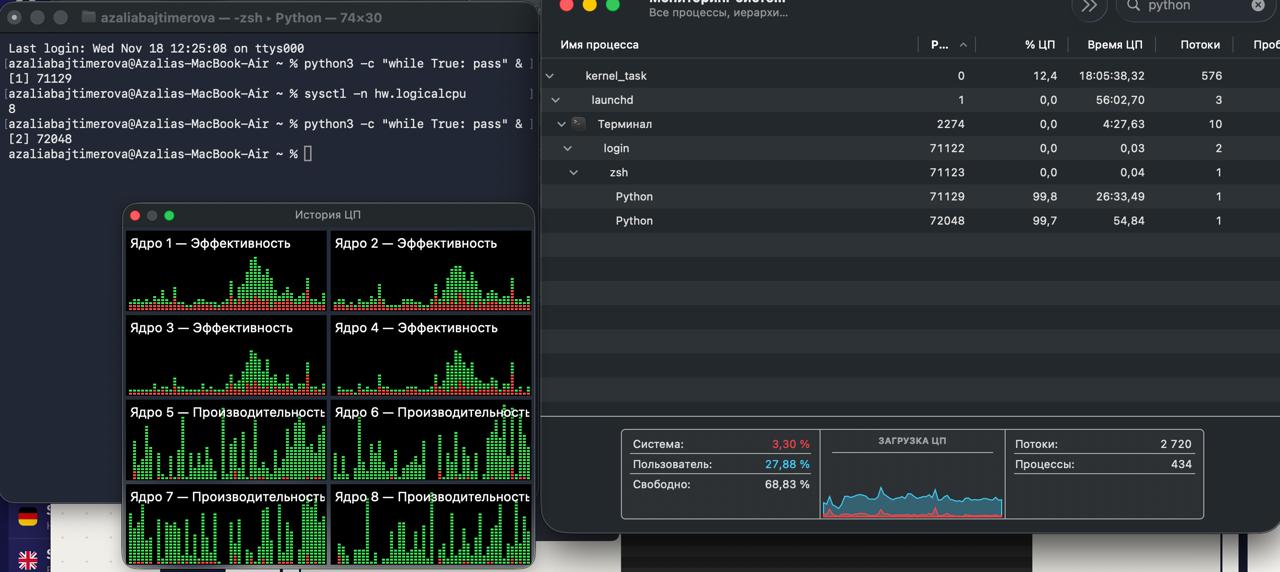 azaliabajtimerova — -zsh ▸ Python — 74×30
Last login: Wed Nov 18 12:25:08 on ttys000
[azaliabajtimerova@Azalias-MacBook-Air ~ % python3 -c "while True: pass" & ]
[1] 71129
[azaliabajtimerova@Azalias-MacBook-Air ~ % sysctl -n hw.logicalcpu ]
8
[azaliabajtimerova@Azalias-MacBook-Air ~ % python3 -c "while True: pass" & ]
[2] 72048
azaliabajtimerova@Azalias-MacBook-Air ~ %
История ЦП
Ядро 1 — Эффективность
Ядро 2 — Эффективность
Ядро 3 — Эффективность
Ядро 4 — Эффективность
Ядро 5 — Производительность
Ядро 6 — Производительность
Ядро 7 — Производительность
Ядро 8 — Производительность
Все процессы, иерархи...
python
Имя процесса Р... % ЦП Время ЦП Потоки Проб
kernel_task 0 12,4 18:05:38,32 576
launchd 1 0,0 56:02,70 3
Терминал 2274 0,0 4:27,63 10
login 71122 0,0 0,03 2
zsh 71123 0,0 0,04 1
Python 71129 99,8 26:33,49 1
Python 72048 99,7 54,84 1
Система: 3,30 %
Пользователь: 27,88 %
Свободно: 68,83 %
ЗАГРУЗКА ЦП
Потоки: 2 720
Процессы: 434